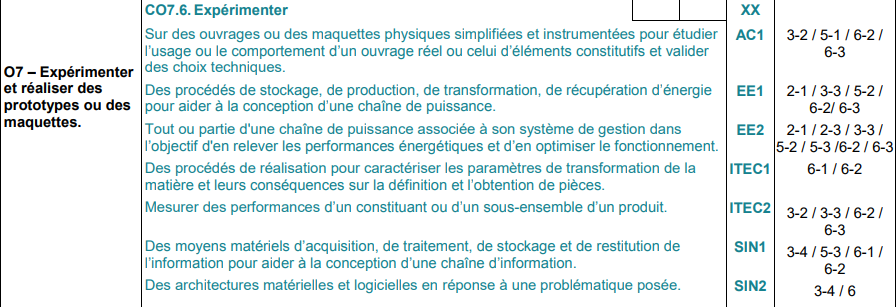 CO7.6. Expérimenter XX
Sur des ouvrages ou des maquettes physiques simplifiées et instrumentées pour étudier AC1 3-2 / 5-1 / 6-2 /
l’usage ou le comportement d’un ouvrage réel ou celui d’éléments constitutifs et valider 6-3
des choix techniques.
O7 – Expérimenter
et réaliser des
prototypes ou des
maquettes.
Des procédés de stockage, de production, de transformation, de récupération d’énergie EE1 2-1 / 3-3 / 5-2 /
pour aider à la conception d’une chaîne de puissance. 6-2/ 6-3
Tout ou partie d'une chaîne de puissance associée à son système de gestion dans EE2 2-1 / 2-3 / 3-3 /
l’objectif d'en relever les performances énergétiques et d’en optimiser le fonctionnement. 5-2 / 5-3 /6-2 / 6-3
Des procédés de réalisation pour caractériser les paramètres de transformation de la ITEC1 6-1 / 6-2
matière et leurs conséquences sur la définition et l’obtention de pièces.
Mesurer des performances d’un constituant ou d’un sous-ensemble d’un produit. ITEC2 3-2 / 3-3 / 6-2 /
6-3
Des moyens matériels d’acquisition, de traitement, de stockage et de restitution de SIN1 3-4 / 5-3 / 6-1 /
l’information pour aider à la conception d’une chaîne d’information. 6-2
Des architectures matérielles et logicielles en réponse à une problématique posée. SIN2 3-4 / 6